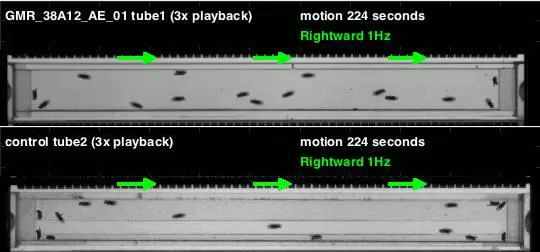 GMR_38A12_AE_01 tube1 (3x playback)
motion 224 seconds
Rightward 1Hz
control tube2 (3x playback)
motion 224 seconds
Rightward 1Hz